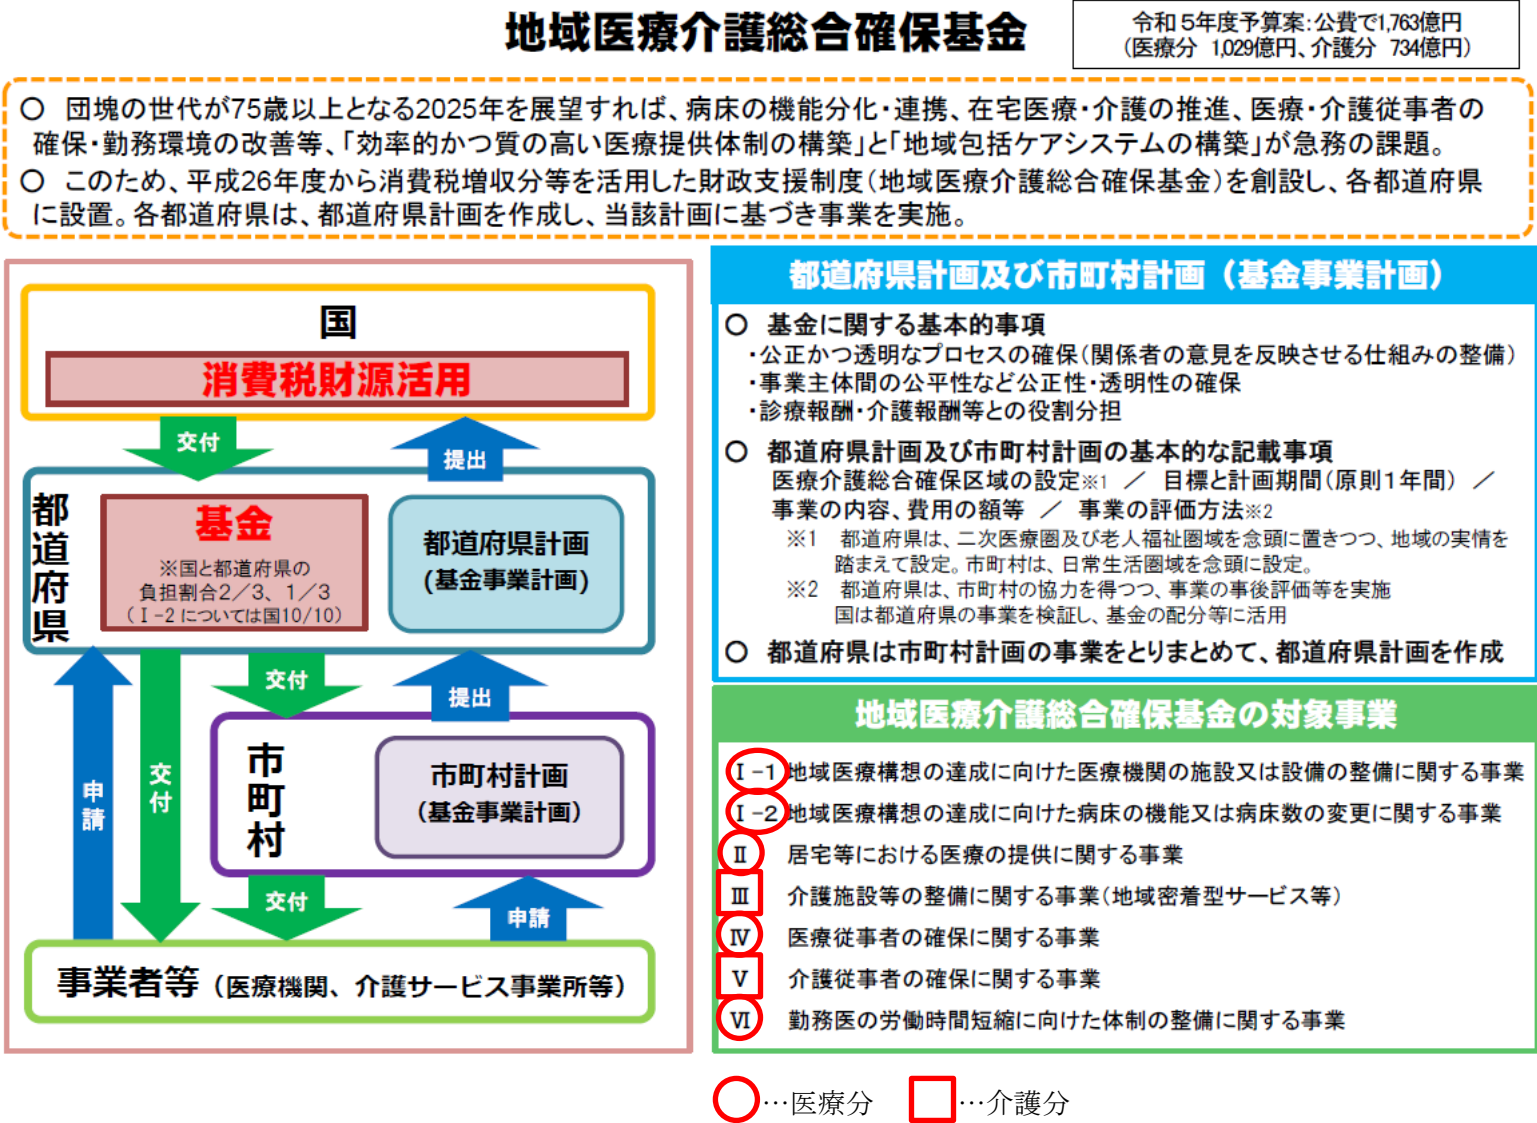 地域医療介護総合確保基金
令和５年度予算案:公費で1,763億円
（医療分 1,029億円、介護分 734億円）
○ 団塊の世代が75歳以上となる2025年を展望すれば、病床の機能分化・連携、在宅医療・介護の推進、医療・介護従事者の
確保・勤務環境の改善等、「効率的かつ質の高い医療提供体制の構築」と「地域包括ケアシステムの構築」が急務の課題。
○ このため、平成26年度から消費税増収分等を活用した財政支援制度（地域医療介護総合確保基金）を創設し、各都道府県
に設置。各都道府県は、都道府県計画を作成し、当該計画に基づき事業を実施。
国
消費税財源活用
交付
提出
都道府県
基金
※国と都道府県の
負担割合２／３、１／３
（Ⅰ-2 については国10/10）
都道府県計画
(基金事業計画)
申請
交付
交付
提出
市町村
市町村計画
（基金事業計画）
交付
申請
事業者等（医療機関、介護サービス事業所等）
都道府県計画及び市町村計画（基金事業計画）
○ 基金に関する基本的事項
・公正かつ透明なプロセスの確保（関係者の意見を反映させる仕組みの整備）
・事業主体間の公平性など公正性・透明性の確保
・診療報酬・介護報酬等との役割分担
○ 都道府県計画及び市町村計画の基本的な記載事項
医療介護総合確保区域の設定※1 ／ 目標と計画期間（原則１年間） ／
事業の内容、費用の額等 ／ 事業の評価方法※2
※1 都道府県は、二次医療圏及び老人福祉圏域を念頭に置きつつ、地域の実情を
踏まえて設定。市町村は、日常生活圏域を念頭に設定。
※2 都道府県は、市町村の協力を得つつ、事業の事後評価等を実施
国は都道府県の事業を検証し、基金の配分等に活用
○ 都道府県は市町村計画の事業をとりまとめて、都道府県計画を作成
地域医療介護総合確保基金の対象事業
Ⅰ-1 地域医療構想の達成に向けた医療機関の施設又は設備の整備に関する事業
Ⅰ-2 地域医療構想の達成に向けた病床の機能又は病床数の変更に関する事業
Ⅱ 居宅等における医療の提供に関する事業
Ⅲ 介護施設等の整備に関する事業（地域密着型サービス等）
Ⅳ 医療従事者の確保に関する事業
Ⅴ 介護従事者の確保に関する事業
Ⅵ 勤務医の労働時間短縮に向けた体制の整備に関する事業
…医療分 …介護分